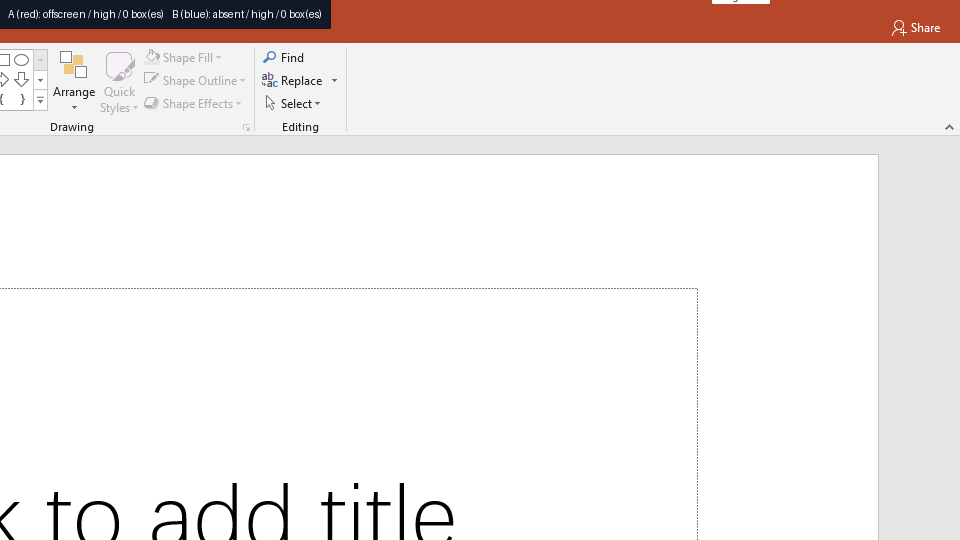 A (red): offscreen / high / 0 box(es) B (blue): absent / high / 0 box(es)
Share
Shape Fill
Find
Arrange
Quick
Styles
Shape Outline
Replace
Shape Effects
Select
Drawing
Editing
k to add title